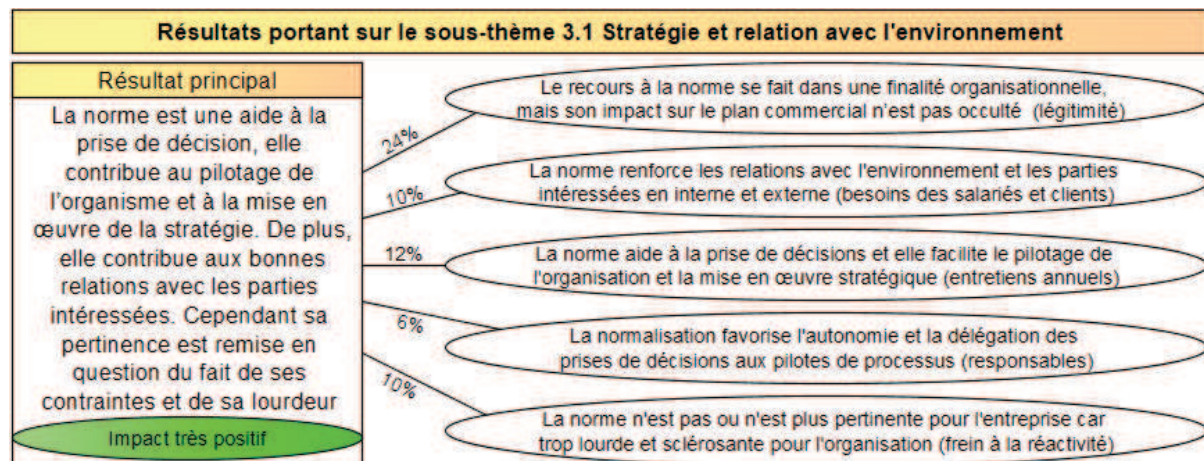 Résultats portant sur le sous-thème 3.1 Stratégie et relation avec l'environnement
Résultat principal
La norme est une aide à la
prise de décision, elle
contribue au pilotage de
l'organisme et à la mise en
œuvre de la stratégie. De plus,
elle contribue aux bonnes
relations avec les parties
intéressées. Cependant sa
pertinence est remise en
question du fait de ses
contraintes et de sa lourdeur
Impact très positif
24%
Le recours à la norme se fait dans une finalité organisationnelle,
mais son impact sur le plan commercial n'est pas occulté (légitimité)
10%
La norme renforce les relations avec l'environnement et les parties
intéressées en interne et externe (besoins des salariés et clients)
12%
La norme aide à la prise de décisions et elle facilite le pilotage de
l'organisation et la mise en œuvre stratégique (entretiens annuels)
6%
La normalisation favorise l'autonomie et la délégation des
prises de décisions aux pilotes de processus (responsables)
10%
La norme n'est pas ou n'est plus pertinente pour l'entreprise car
trop lourde et sclérosante pour l'organisation (frein à la réactivité)